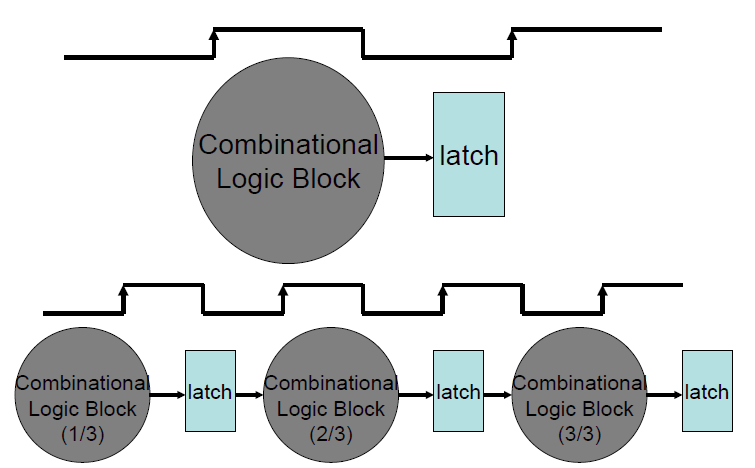 Combinational
Logic Block
latch
Combinational
Logic Block
(1/3)
latch
Combinational
Logic Block
(2/3)
latch
Combinational
Logic Block
(3/3)
latch